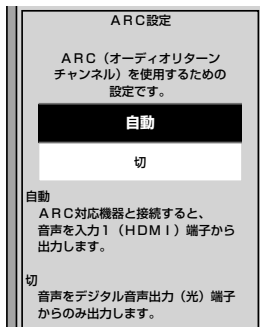 ＡＲＣ設定
ＡＲＣ（オーディオリターン
チャンネル）を使用するための
設定です。
自動
切
自動
ＡＲＣ対応機器と接続すると、
音声を入力１（ＨＤＭＩ）端子から
出力します。
切
音声をデジタル音声出力（光）端子
からのみ出力します。